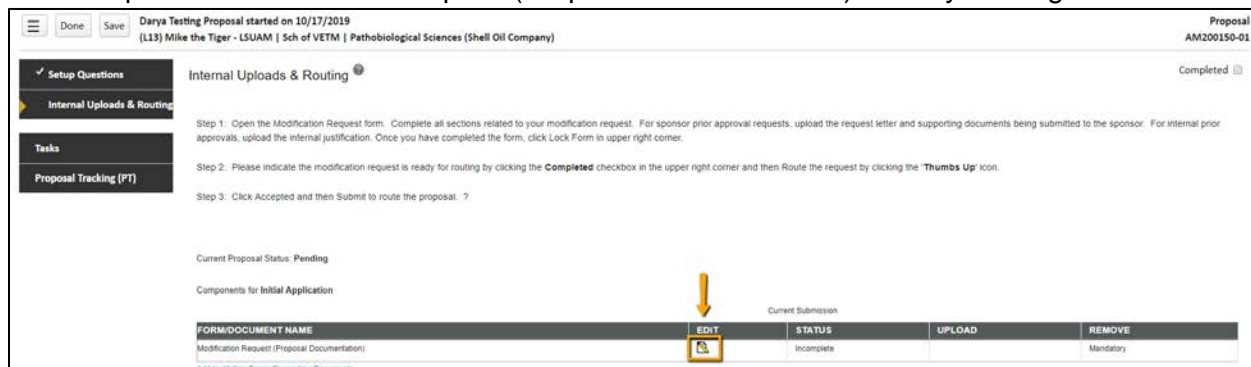 Done Save Darya Testing Proposal started on 10/17/2019 Proposal
(L13) Mike the Tiger - LSUAM | Sch of VETM | Pathobiological Sciences (Shell Oil Company) AM200150-01
✓ Setup Questions
Internal Uploads & Routing
Tasks
Proposal Tracking (PT)
Internal Uploads & Routing Completed
Step 1: Open the Modification Request form. Complete all sections related to your modification request. For sponsor prior approval requests, upload the request letter and supporting documents being submitted to the sponsor. For internal prior
approvals, upload the internal justification. Once you have completed the form, click Lock Form in upper right corner.
Step 2: Please indicate the modification request is ready for routing by clicking the Completed checkbox in the upper right corner and then Route the request by clicking the 'Thumbs Up' icon.
Step 3: Click Accepted and then Submit to route the proposal. ?
Current Proposal Status: Pending
Components for Initial Application
Current Submission
FORM/DOCUMENT NAME EDIT STATUS UPLOAD REMOVE
Modification Request (Proposal Documentation) Incomplete Mandatory